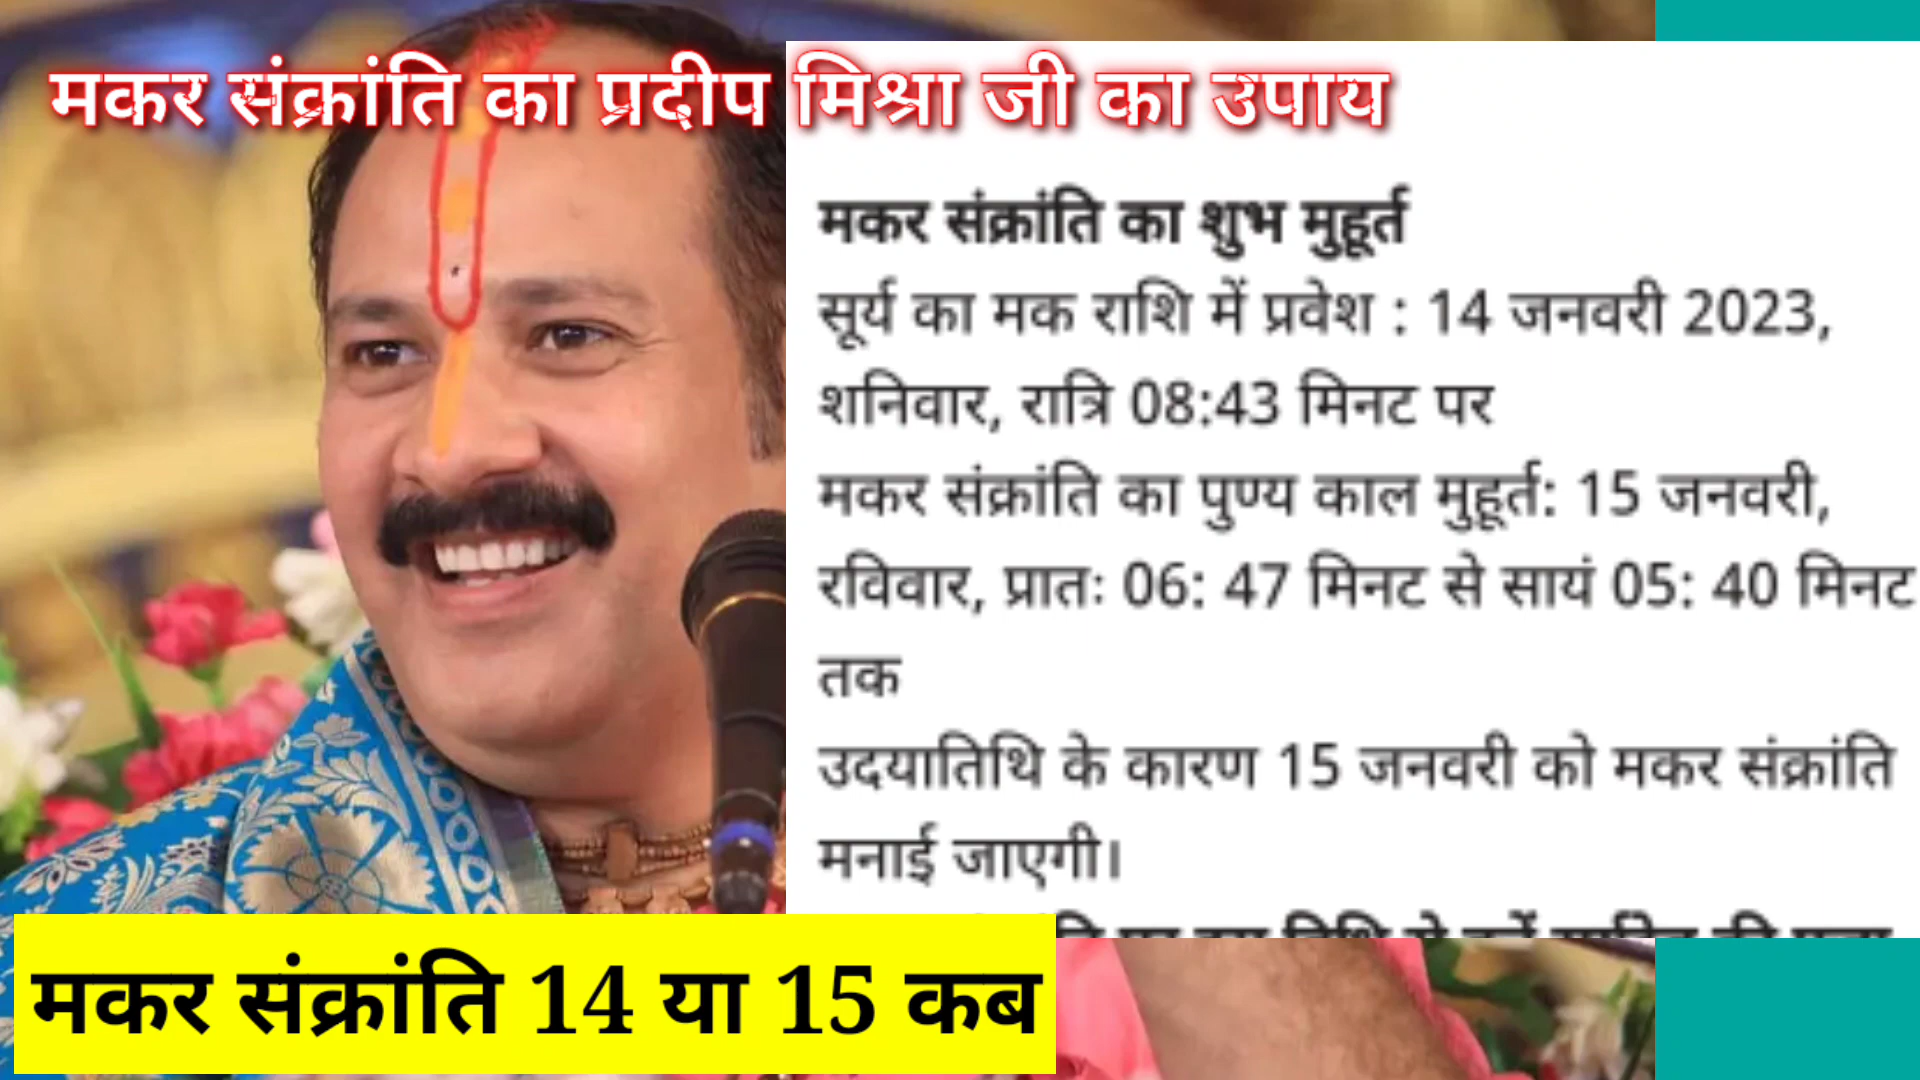 मकर संक्रांति का प्रदीप मिश्रा जी का उपाय
मकर संक्रांति का शुभ मुहूर्त
सूर्य का मक राशि में प्रवेश : 14 जनवरी 2023,
शनिवार, रात्रि 08:43 मिनट पर
मकर संक्रांति का पुण्य काल मुहूर्त: 15 जनवरी,
रविवार, प्रातः 06: 47 मिनट से सायं 05: 40 मिनट
तक
उदयातिथि के कारण 15 जनवरी को मकर संक्रांति
मनाई जाएगी।
मकर संक्रांति 14 या 15 कब